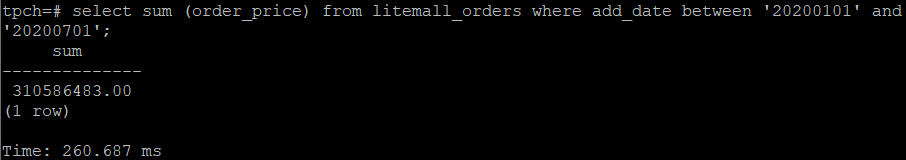 tpch=# select sum (order_price) from litemall_orders where add_date between '20200101' and
'20200701';
     sum
--------------
 310586483.00
(1 row)

Time: 260.687 ms